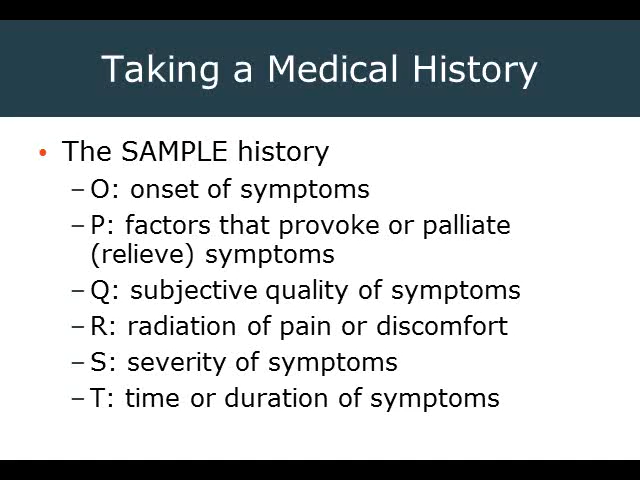 Taking a Medical History
• The SAMPLE history
– O: onset of symptoms
– P: factors that provoke or palliate
(relieve) symptoms
– Q: subjective quality of symptoms
– R: radiation of pain or discomfort
– S: severity of symptoms
– T: time or duration of symptoms